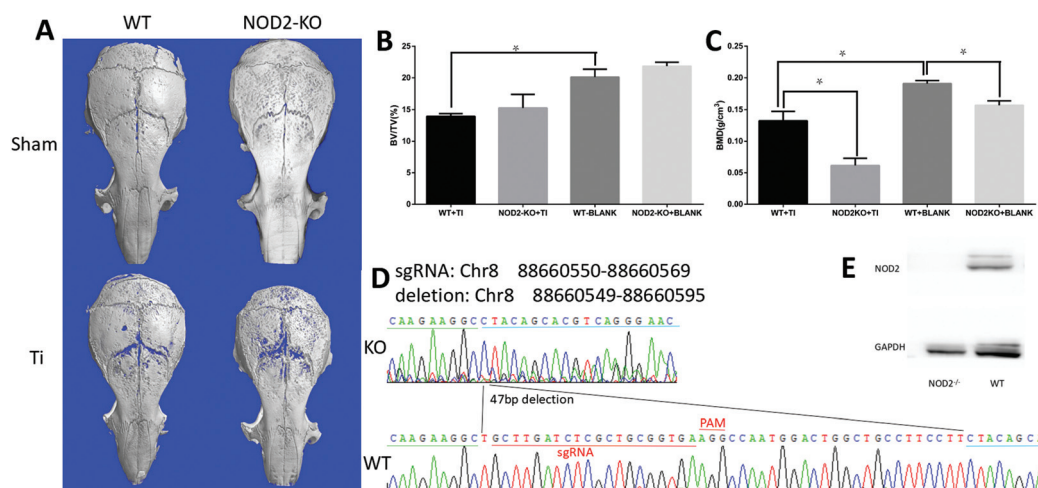 A
WT
NOD2-KO
Sham
Ti
B
BV/TV(%)
25
20
15
10
5
0
*
WT+TI
NOD2-KO+TI
WT-BLANK
NOD2-KO+BLANK
C
BMD(g/cm³)
0.25
0.20
0.15
0.10
0.05
0.00
*
*
*
WT+TI
NOD2KO+TI
WT+BLANK
NOD2KO+BLANK
D
sgRNA: Chr8 88660550-88660569
deletion: Chr8 88660549-88660595
CAAGAAGGCCTACAGCACGTCAGGGAAC
KO
47bp deletion
PAM
CAAGAAGGCTGCTTGATCTCGCTGCGGTGAAGGCCAATGGACTGGCTGCCTTCCTTCTACAGCA
sgRNA
WT
E
NOD2
GAPDH
NOD2⁻/⁻
WT